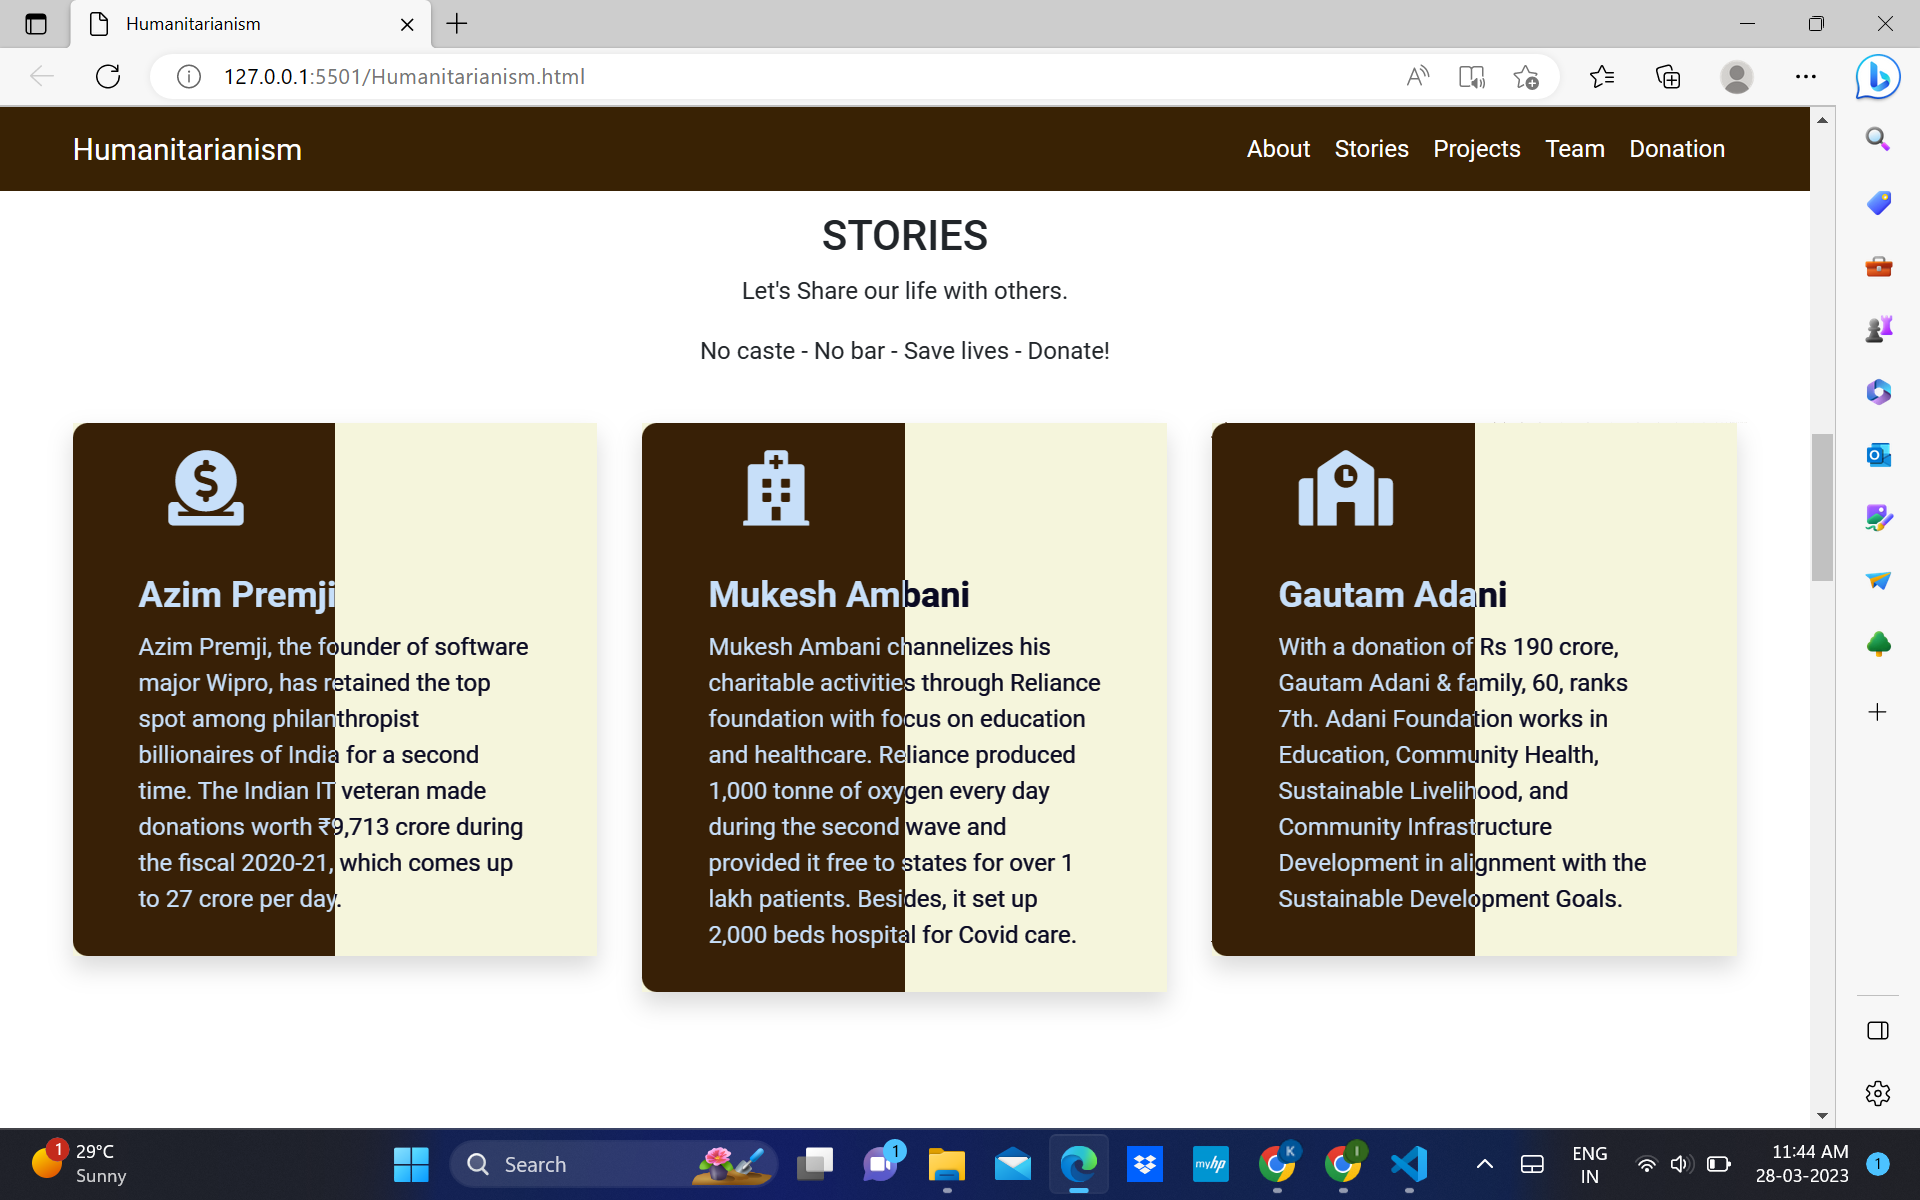 Humanitarianism
127.0.0.1:5501/Humanitarianism.html
Humanitarianism
About Stories Projects Team Donation
STORIES
Let's Share our life with others.
No caste - No bar - Save lives - Donate!
Azim Premji
Azim Premji, the founder of software
major Wipro, has retained the top
spot among philanthropist
billionaires of India for a second
time. The Indian IT veteran made
donations worth ₹9,713 crore during
the fiscal 2020-21, which comes up
to 27 crore per day.
Mukesh Ambani
Mukesh Ambani channelizes his
charitable activities through Reliance
foundation with focus on education
and healthcare. Reliance produced
1,000 tonne of oxygen every day
during the second wave and
provided it free to states for over 1
lakh patients. Besides, it set up
2,000 beds hospital for Covid care.
Gautam Adani
With a donation of Rs 190 crore,
Gautam Adani & family, 60, ranks
7th. Adani Foundation works in
Education, Community Health,
Sustainable Livelihood, and
Community Infrastructure
Development in alignment with the
Sustainable Development Goals.
1
29°C
Sunny
Search
1
myhp
K
I
ENG
IN
11:44 AM
28-03-2023
1